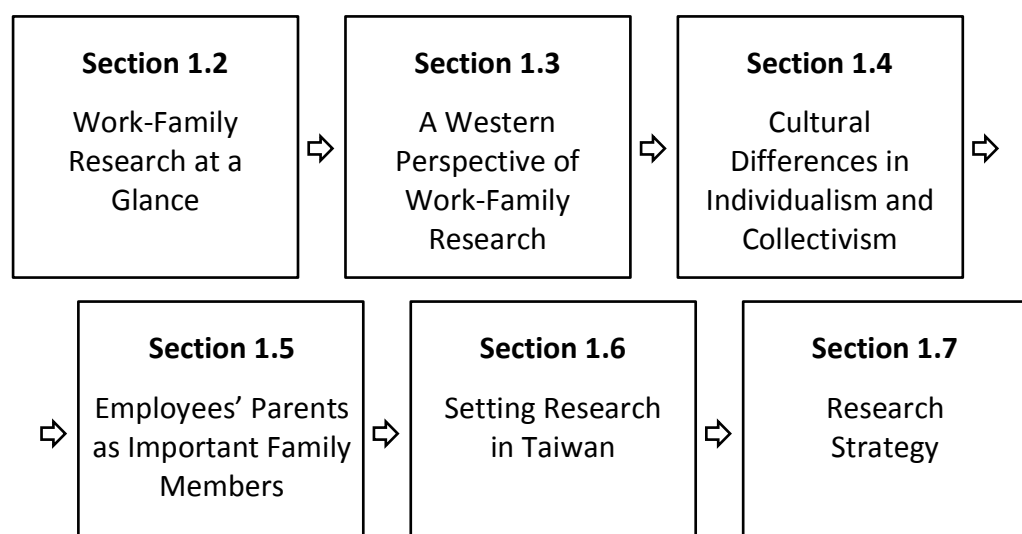 Section 1.2
Work-Family
Research at a
Glance
Section 1.3
A Western
Perspective of
Work-Family
Research
Section 1.4
Cultural
Differences in
Individualism and
Collectivism
Section 1.5
Employees’ Parents
as Important Family
Members
Section 1.6
Setting Research
in Taiwan
Section 1.7
Research
Strategy